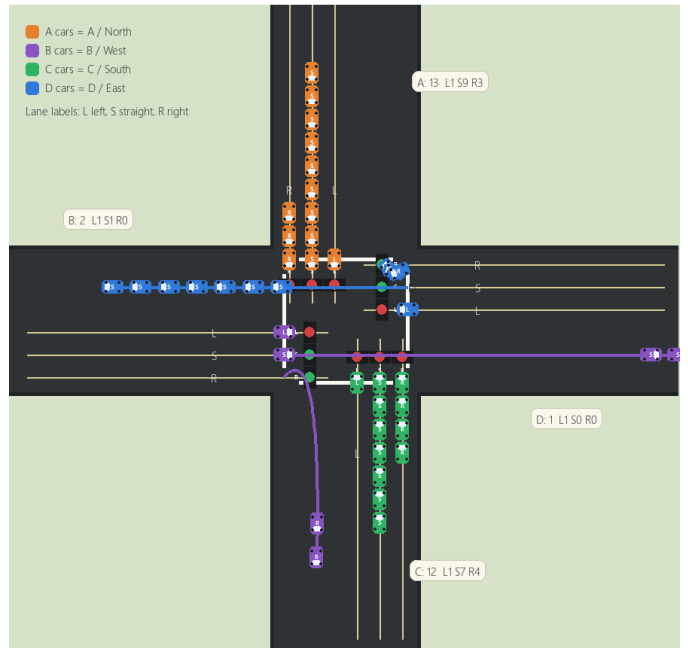 A cars = A / North
B cars = B / West
C cars = C / South
D cars = D / East
Lane labels: L left, S straight, R right
A: 13 L1 S9 R3
S
S
S
S
S
R L
B: 2 L1 S1 R0
R S
R S
R S L
R R
S S S S S S S S
L L
L L
S S S S
R
L S R
S R
S R
L S R
S
S
S
D: 1 L1 S0 R0
R
R
C: 12 L1 S7 R4